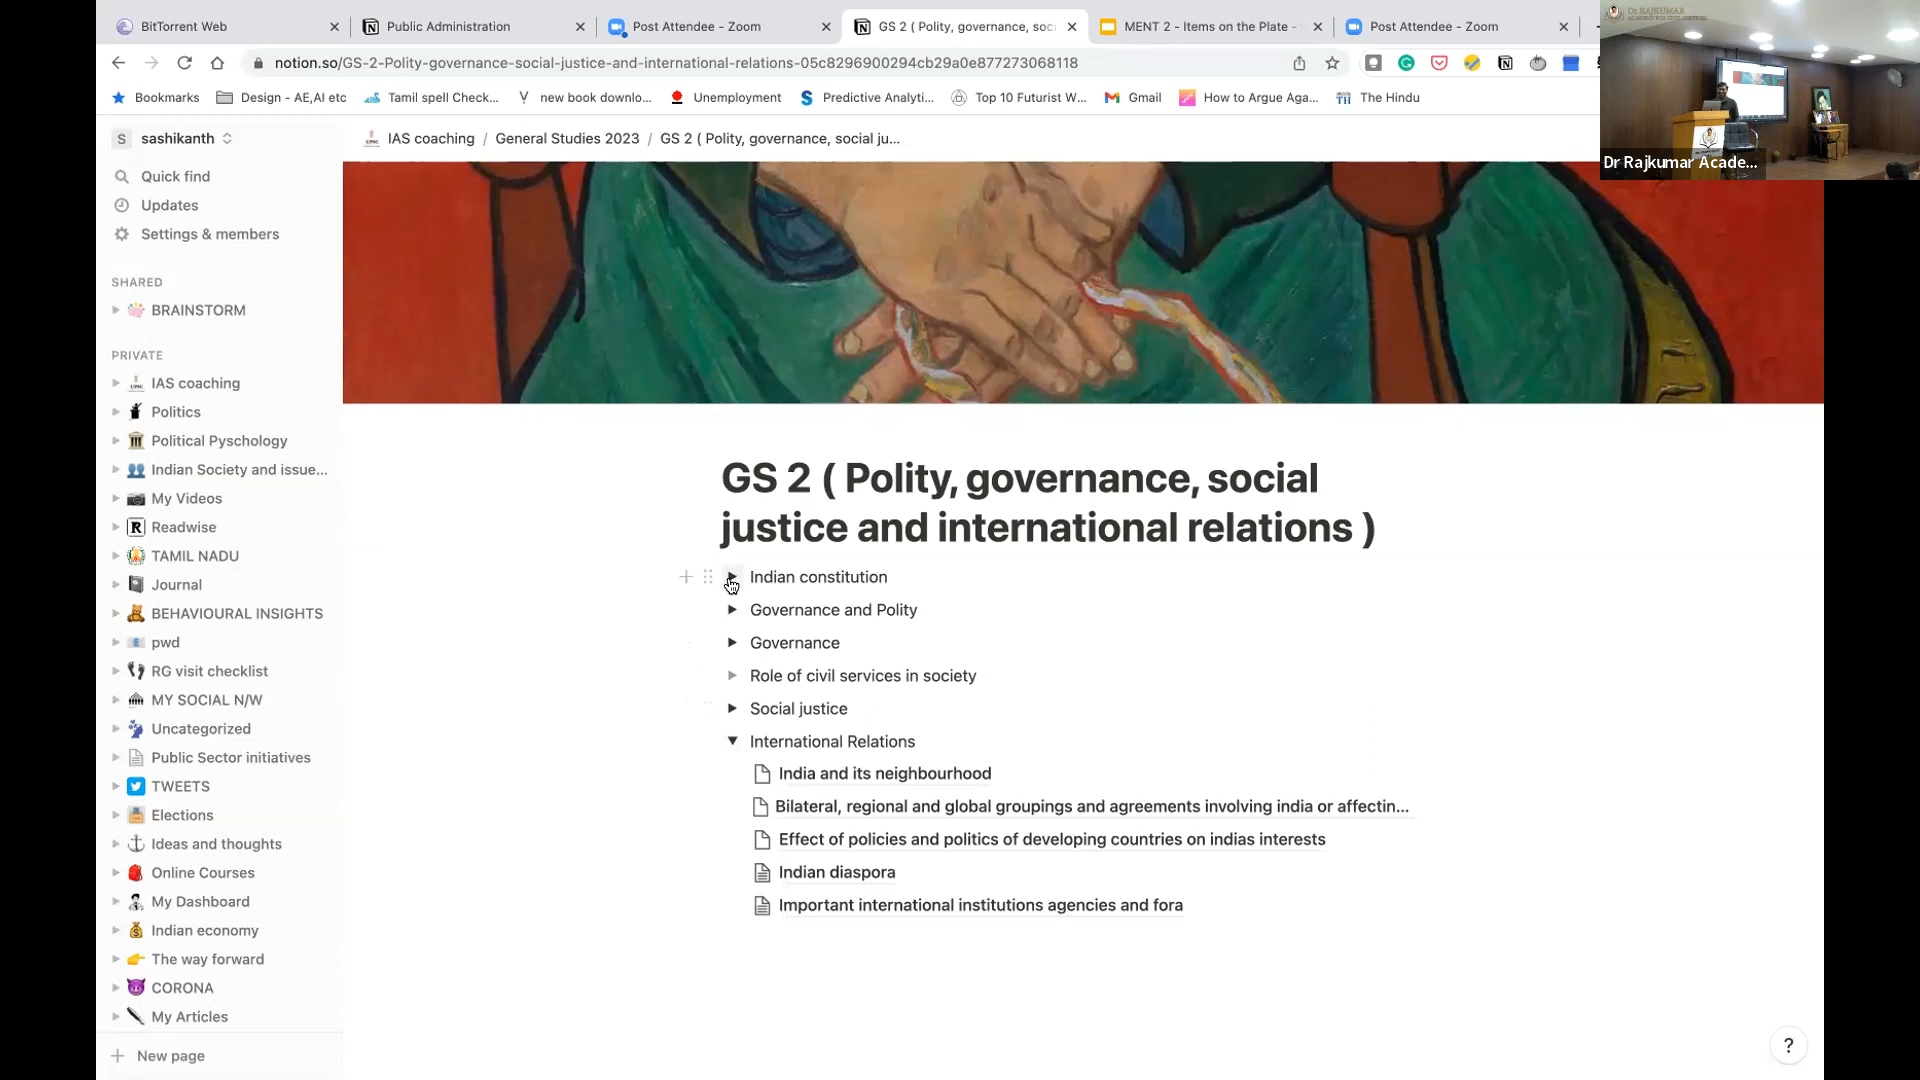 BitTorrent Web
Public Administration
Post Attendee - Zoom
GS 2 ( Polity, governance, soc
MENT 2 - Items on the Plate -
Post Attendee - Zoom
notion.so/GS-2-Polity-governance-social-justice-and-international-relations-05c8296900294cb29a0e877273068118
Bookmarks
Design - AE,AI etc
Tamil spell Check...
new book downlo...
Unemployment
Predictive Analyti...
Top 10 Futurist W...
Gmail
How to Argue Aga...
The Hindu
Dr. RAJKUMAR
Dr Rajkumar Acade...
S sashikanth
IAS coaching / General Studies 2023 / GS 2 ( Polity, governance, social ju...
Quick find
Updates
Settings & members
SHARED
BRAINSTORM
PRIVATE
IAS coaching
Politics
Political Pyschology
Indian Society and issue...
My Videos
R Readwise
TAMIL NADU
Journal
BEHAVIOURAL INSIGHTS
pwd
RG visit checklist
MY SOCIAL N/W
Uncategorized
Public Sector initiatives
TWEETS
Elections
Ideas and thoughts
Online Courses
My Dashboard
Indian economy
The way forward
CORONA
My Articles
New page
GS 2 ( Polity, governance, social
justice and international relations )
Indian constitution
Governance and Polity
Governance
Role of civil services in society
Social justice
International Relations
India and its neighbourhood
Bilateral, regional and global groupings and agreements involving india or affectin...
Effect of policies and politics of developing countries on indias interests
Indian diaspora
Important international institutions agencies and fora
?